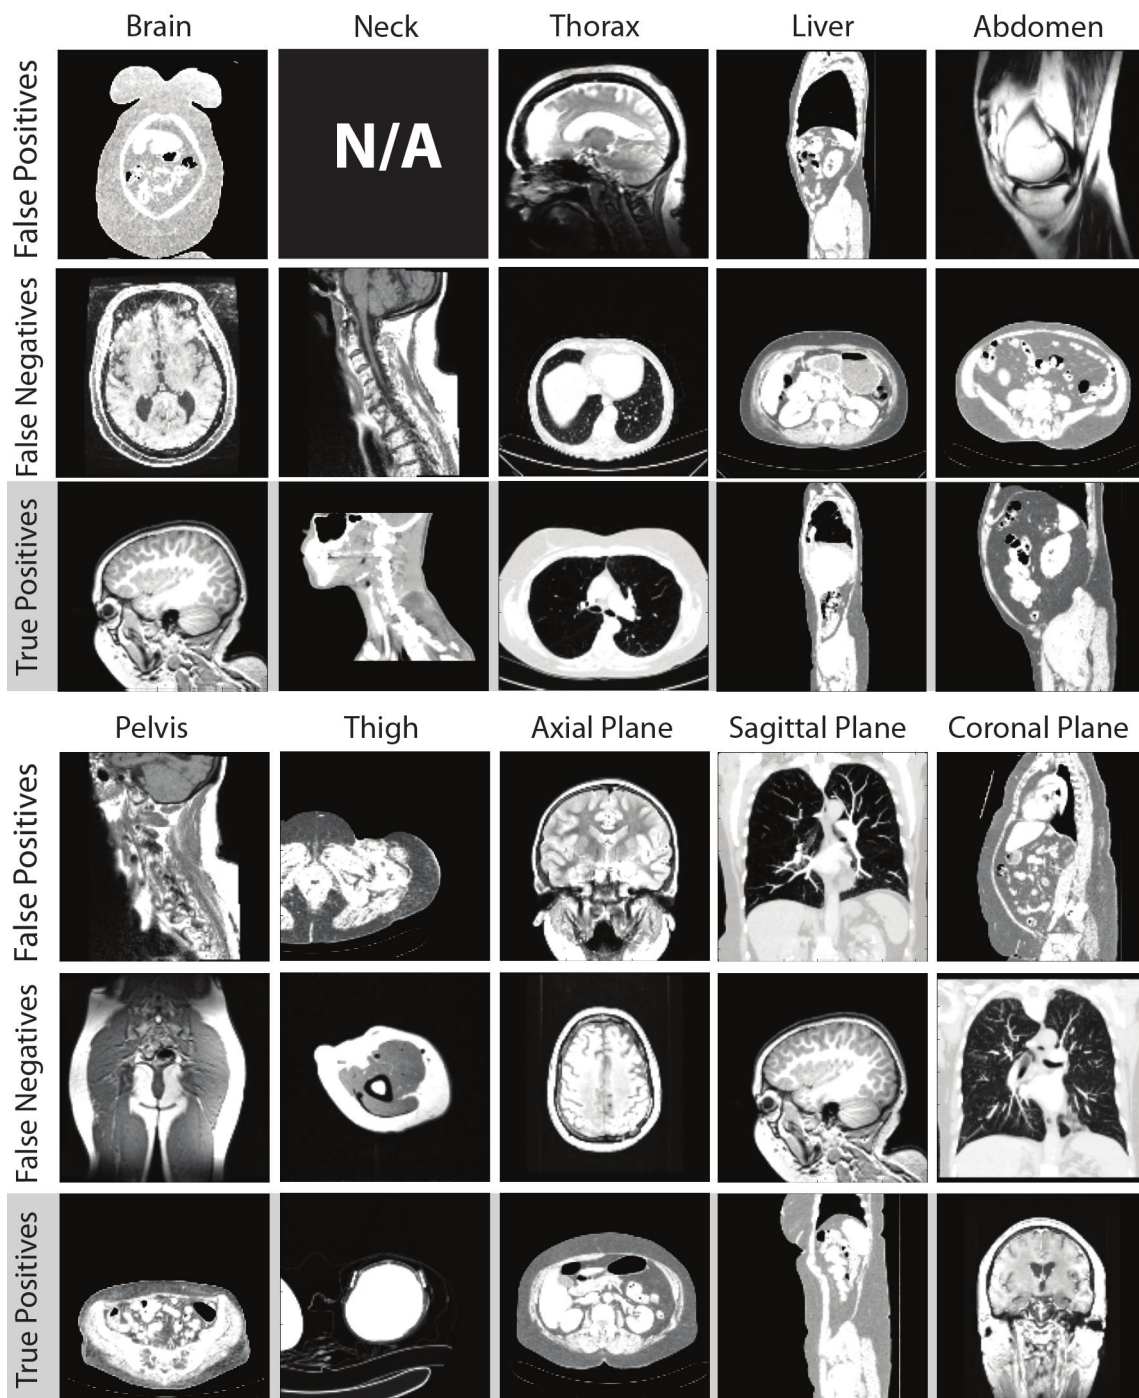 Brain Neck Thorax Liver Abdomen
False Positives
N/A
False Negatives
True Positives
Pelvis Thigh Axial Plane Sagittal Plane Coronal Plane
False Positives
False Negatives
True Positives